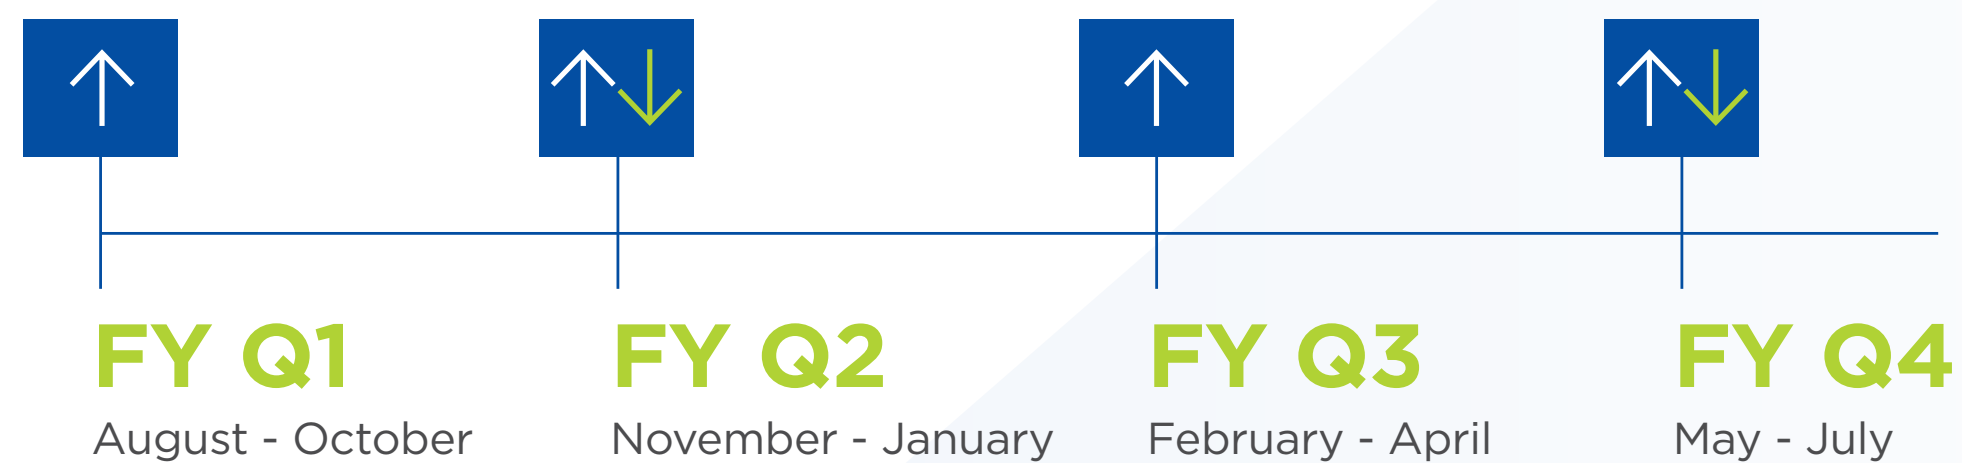 FY Q1
August - October
FY Q2
November - January
FY Q3
February - April
FY Q4
May - July